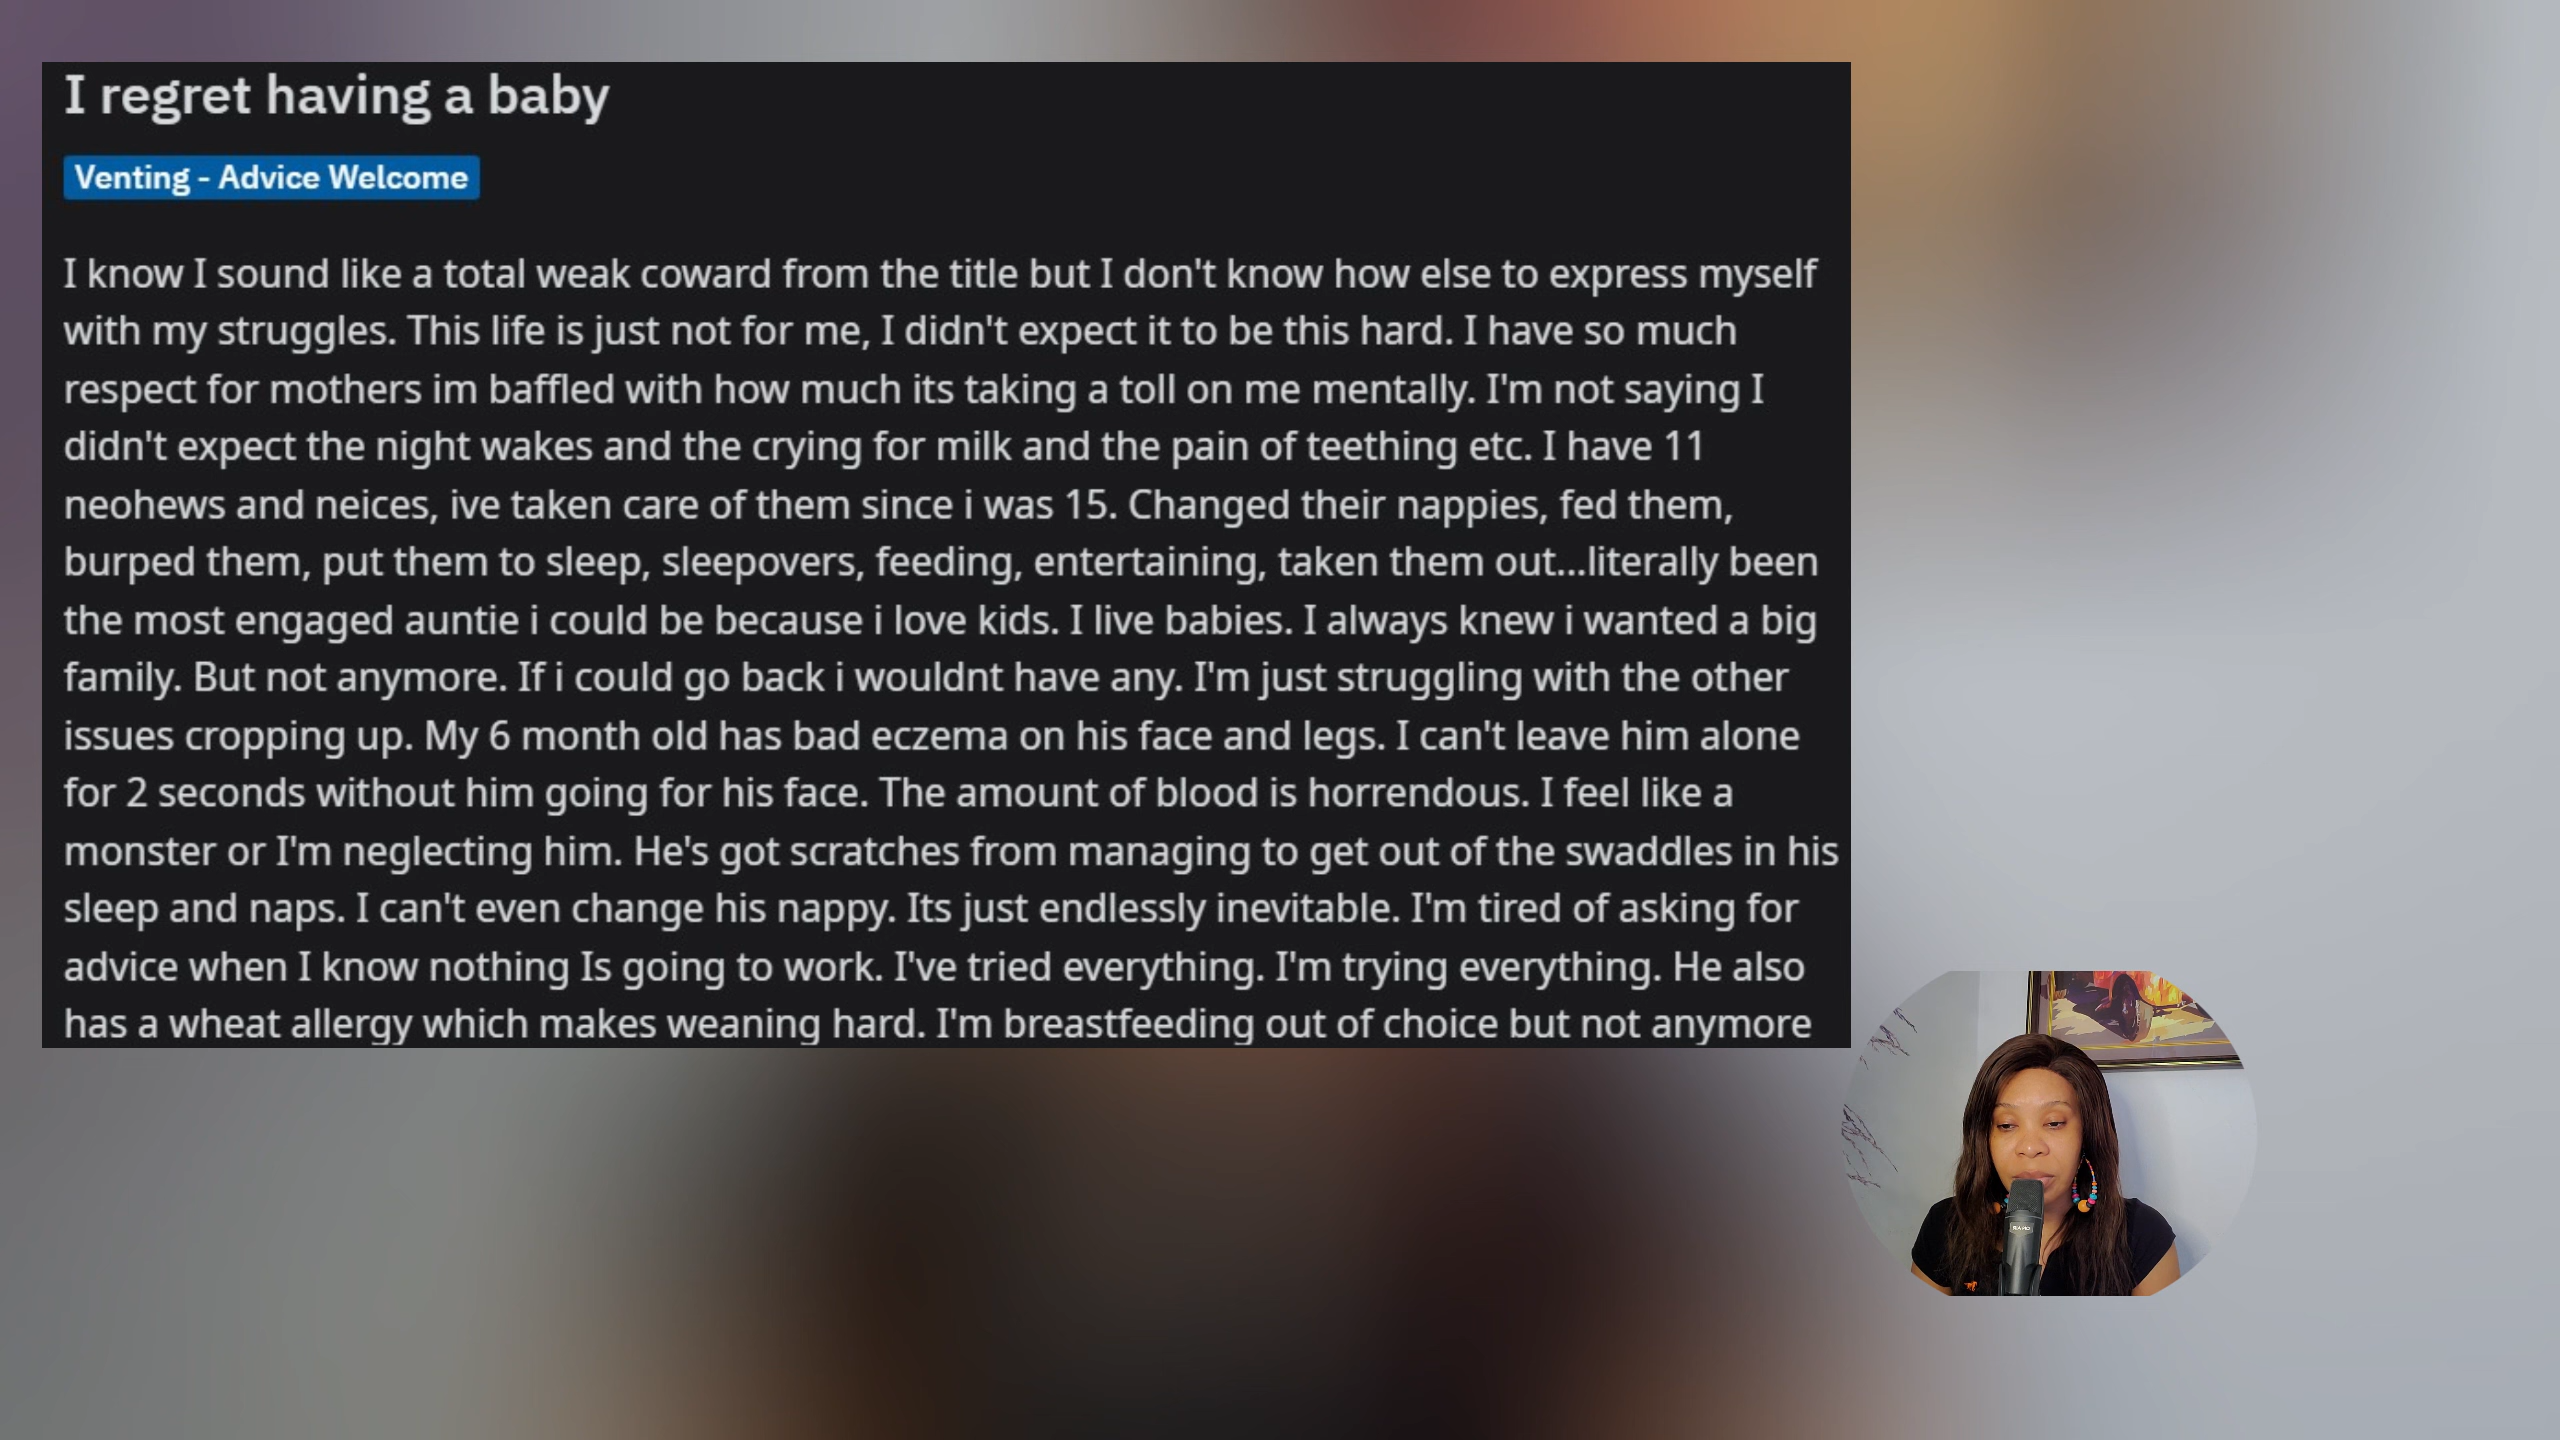 I regret having a baby
Venting - Advice Welcome
I know I sound like a total weak coward from the title but I don't know how else to express myself
with my struggles. This life is just not for me, I didn't expect it to be this hard. I have so much
respect for mothers im baffled with how much its taking a toll on me mentally. I'm not saying I
didn't expect the night wakes and the crying for milk and the pain of teething etc. I have 11
neohews and neices, ive taken care of them since i was 15. Changed their nappies, fed them,
burped them, put them to sleep, sleepovers, feeding, entertaining, taken them out...literally been
the most engaged auntie i could be because i love kids. I live babies. I always knew i wanted a big
family. But not anymore. If i could go back i wouldnt have any. I'm just struggling with the other
issues cropping up. My 6 month old has bad eczema on his face and legs. I can't leave him alone
for 2 seconds without him going for his face. The amount of blood is horrendous. I feel like a
monster or I'm neglecting him. He's got scratches from managing to get out of the swaddles in his
sleep and naps. I can't even change his nappy. Its just endlessly inevitable. I'm tired of asking for
advice when I know nothing Is going to work. I've tried everything. I'm trying everything. He also
has a wheat allergy which makes weaning hard. I'm breastfeeding out of choice but not anymore